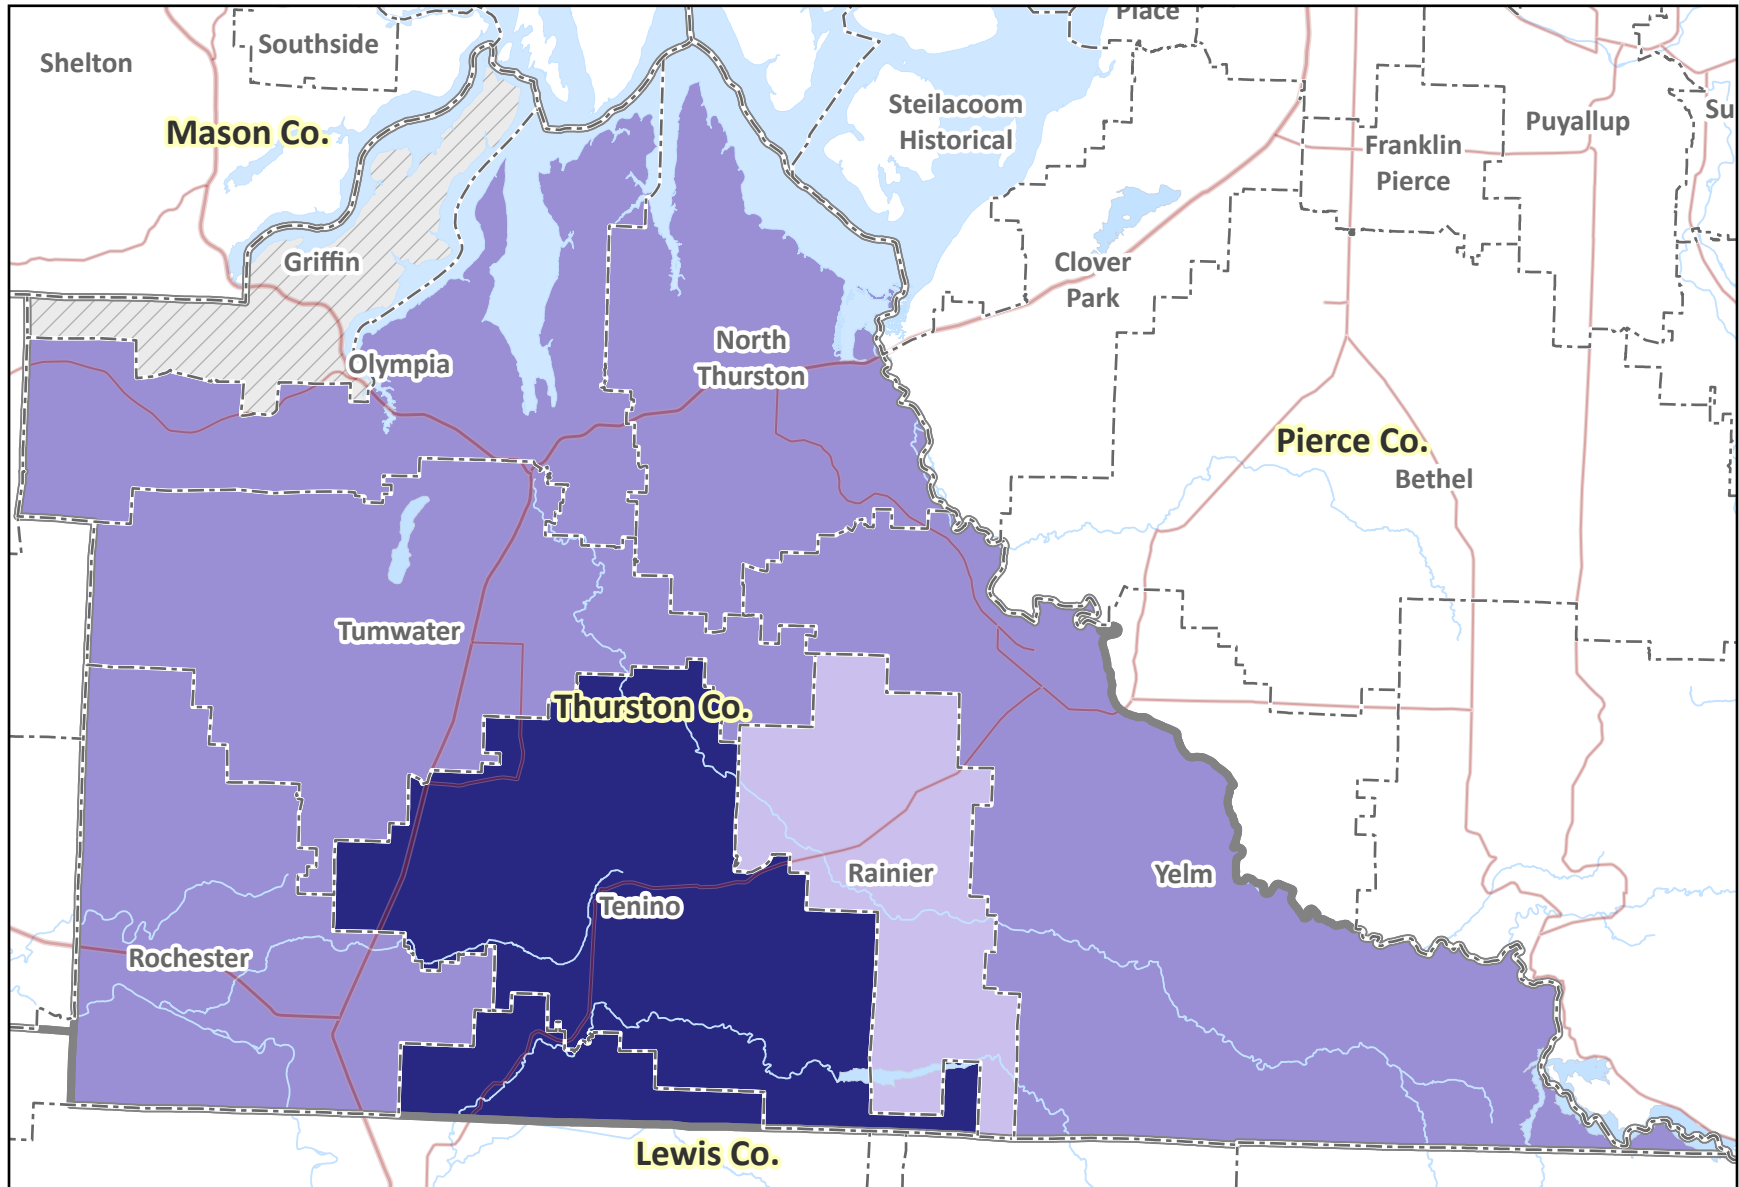 Place
Southside
Shelton
Steilacoom
Historical
Su
Puyallup
Mason Co.
Franklin
Pierce
Griffin
Clover
Park
North
Thurston
Olympia
Pierce Co.
Bethel
Tumwater
Thurston Co.
Rainier
Yelm
Tenino
Rochester
Lewis Co.